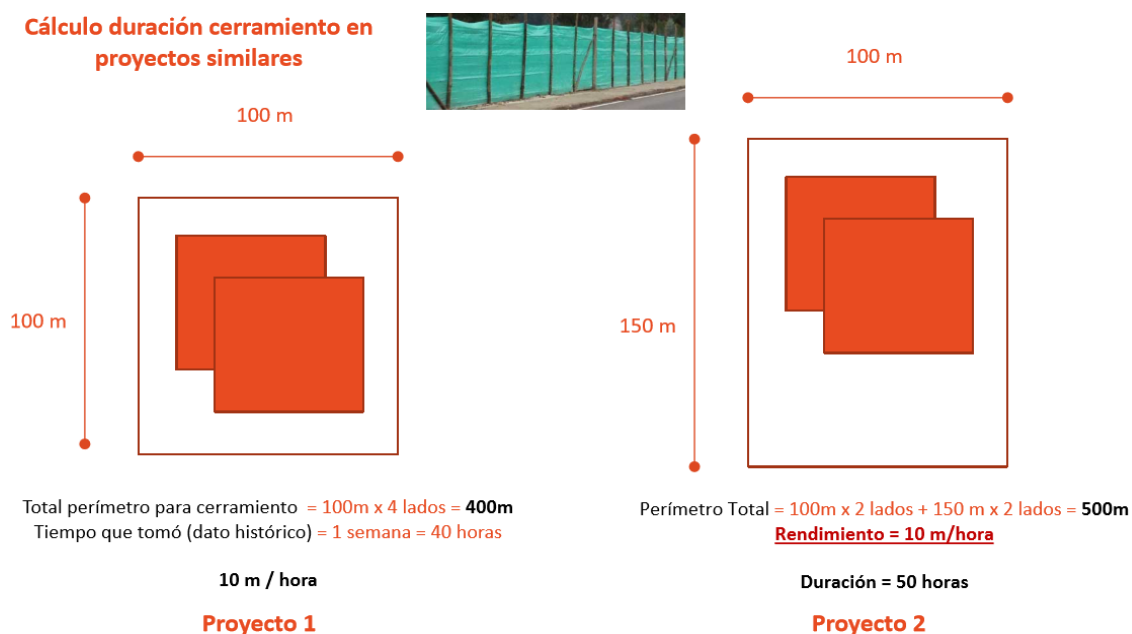 Cálculo duración cerramiento en
proyectos similares
100 m
100 m
Total perímetro para cerramiento = 100m x 4 lados = 400m
Tiempo que tomó (dato histórico) = 1 semana = 40 horas
10 m / hora
Proyecto 1
100 m
150 m
Perímetro Total = 100m x 2 lados + 150 m x 2 lados = 500m
Rendimiento = 10 m/hora
Duración = 50 horas
Proyecto 2